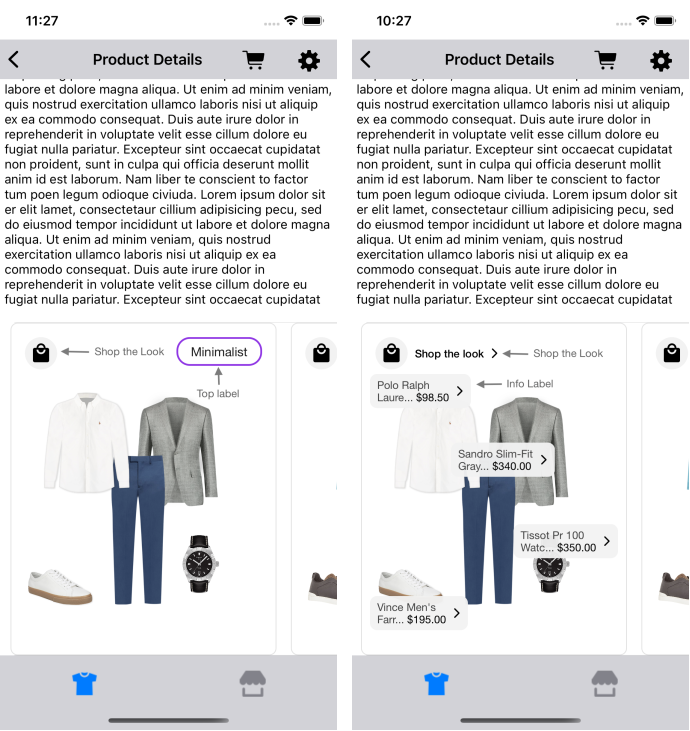 11:27
Product Details
labore et dolore magna aliqua. Ut enim ad minim veniam,
quis nostrud exercitation ullamco laboris nisi ut aliquip
ex ea commodo consequat. Duis aute irure dolor in
reprehenderit in voluptate velit esse cillum dolore eu
fugiat nulla pariatur. Excepteur sint occaecat cupidatat
non proident, sunt in culpa qui officia deserunt mollit
anim id est laborum. Nam liber te conscient to factor
tum poen legum odioque civiuda. Lorem ipsum dolor sit
er elit lamet, consectetaur cillium adipisicing pecu, sed
do eiusmod tempor incididunt ut labore et dolore magna
aliqua. Ut enim ad minim veniam, quis nostrud
exercitation ullamco laboris nisi ut aliquip ex ea
commodo consequat. Duis aute irure dolor in
reprehenderit in voluptate velit esse cillum dolore eu
fugiat nulla pariatur. Excepteur sint occaecat cupidatat
Shop the Look
Minimalist
Top label
10:27
Product Details
labore et dolore magna aliqua. Ut enim ad minim veniam,
quis nostrud exercitation ullamco laboris nisi ut aliquip
ex ea commodo consequat. Duis aute irure dolor in
reprehenderit in voluptate velit esse cillum dolore eu
fugiat nulla pariatur. Excepteur sint occaecat cupidatat
non proident, sunt in culpa qui officia deserunt mollit
anim id est laborum. Nam liber te conscient to factor
tum poen legum odioque civiuda. Lorem ipsum dolor sit
er elit lamet, consectetaur cillium adipisicing pecu, sed
do eiusmod tempor incididunt ut labore et dolore magna
aliqua. Ut enim ad minim veniam, quis nostrud
exercitation ullamco laboris nisi ut aliquip ex ea
commodo consequat. Duis aute irure dolor in
reprehenderit in voluptate velit esse cillum dolore eu
fugiat nulla pariatur. Excepteur sint occaecat cupidatat
Shop the look
Shop the Look
Polo Ralph
Laure... $98.50
Info Label
Sandro Slim-Fit
Gray... $340.00
Tissot Pr 100
Watc... $350.00
Vince Men's
Farr... $195.00